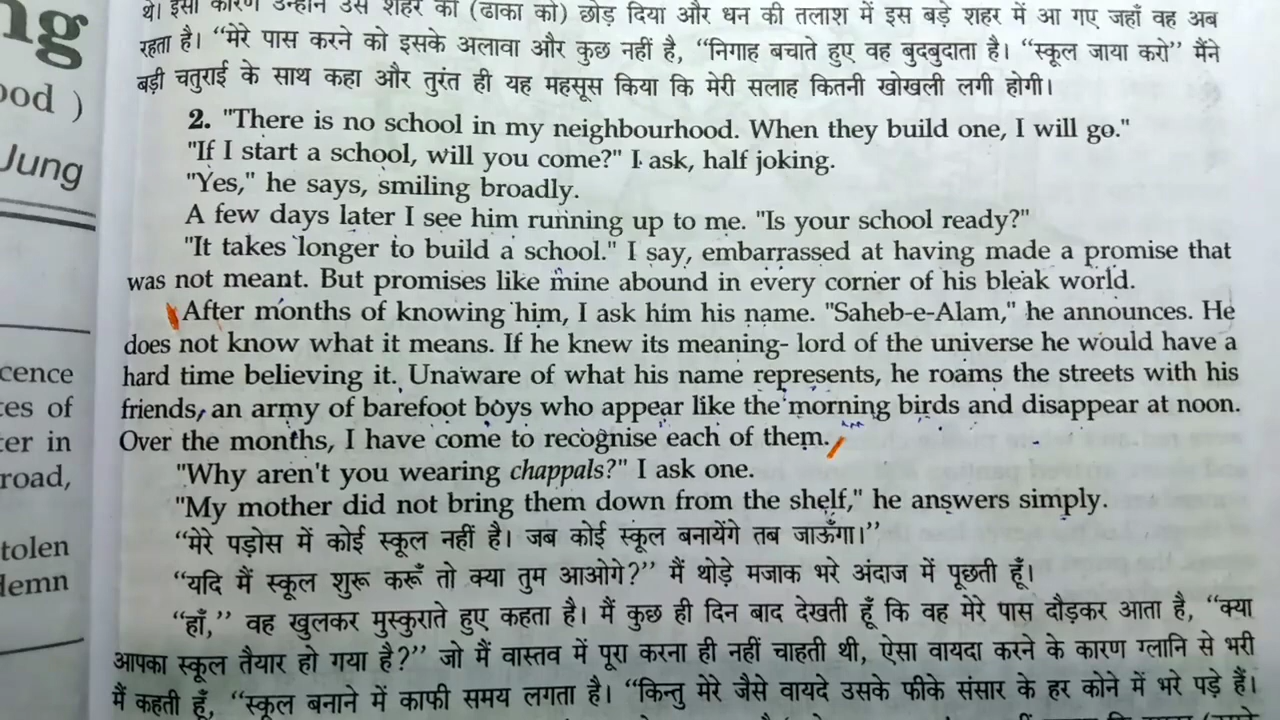 ng
ood )
Jung
cence
ces of
ter in
road,
tolen
demn
थे। इसी कारण उन्होंने उस शहर को (ढाका को) छोड़ दिया और धन की तलाश में इस बड़े शहर में आ गए जहाँ वह अब
रहता है। “मेरे पास करने को इसके अलावा और कुछ नहीं है, “निगाह बचाते हुए वह बुदबुदाता है। “स्कूल जाया करो” मैंने
बड़ी चतुराई के साथ कहा और तुरंत ही यह महसूस किया कि मेरी सलाह कितनी खोखली लगी होगी।
2. "There is no school in my neighbourhood. When they build one, I will go."
"If I start a school, will you come?" I ask, half joking.
"Yes," he says, smiling broadly.
A few days later I see him running up to me. "Is your school ready?"
"It takes longer to build a school." I say, embarrassed at having made a promise that
was not meant. But promises like mine abound in every corner of his bleak world.
After months of knowing him, I ask him his name. "Saheb-e-Alam," he announces. He
does not know what it means. If he knew its meaning- lord of the universe he would have a
hard time believing it. Unaware of what his name represents, he roams the streets with his
friends, an army of barefoot boys who appear like the morning birds and disappear at noon.
Over the months, I have come to recognise each of them.
"Why aren't you wearing chappals?" I ask one.
"My mother did not bring them down from the shelf," he answers simply.
“मेरे पड़ोस में कोई स्कूल नहीं है। जब कोई स्कूल बनायेंगे तब जाऊँगा।”
“यदि मैं स्कूल शुरू करूँ तो क्या तुम आओगे?” मैं थोड़े मजाक भरे अंदाज में पूछती हूँ।
“हाँ,” वह खुलकर मुस्कुराते हुए कहता है। मैं कुछ ही दिन बाद देखती हूँ कि वह मेरे पास दौड़कर आता है, “क्या
आपका स्कूल तैयार हो गया है?” जो मैं वास्तव में पूरा करना ही नहीं चाहती थी, ऐसा वायदा करने के कारण ग्लानि से भरी
मैं कहती हूँ, “स्कूल बनाने में काफी समय लगता है। “किन्तु मेरे जैसे वायदे उसके फीके संसार के हर कोने में भरे पड़े हैं।